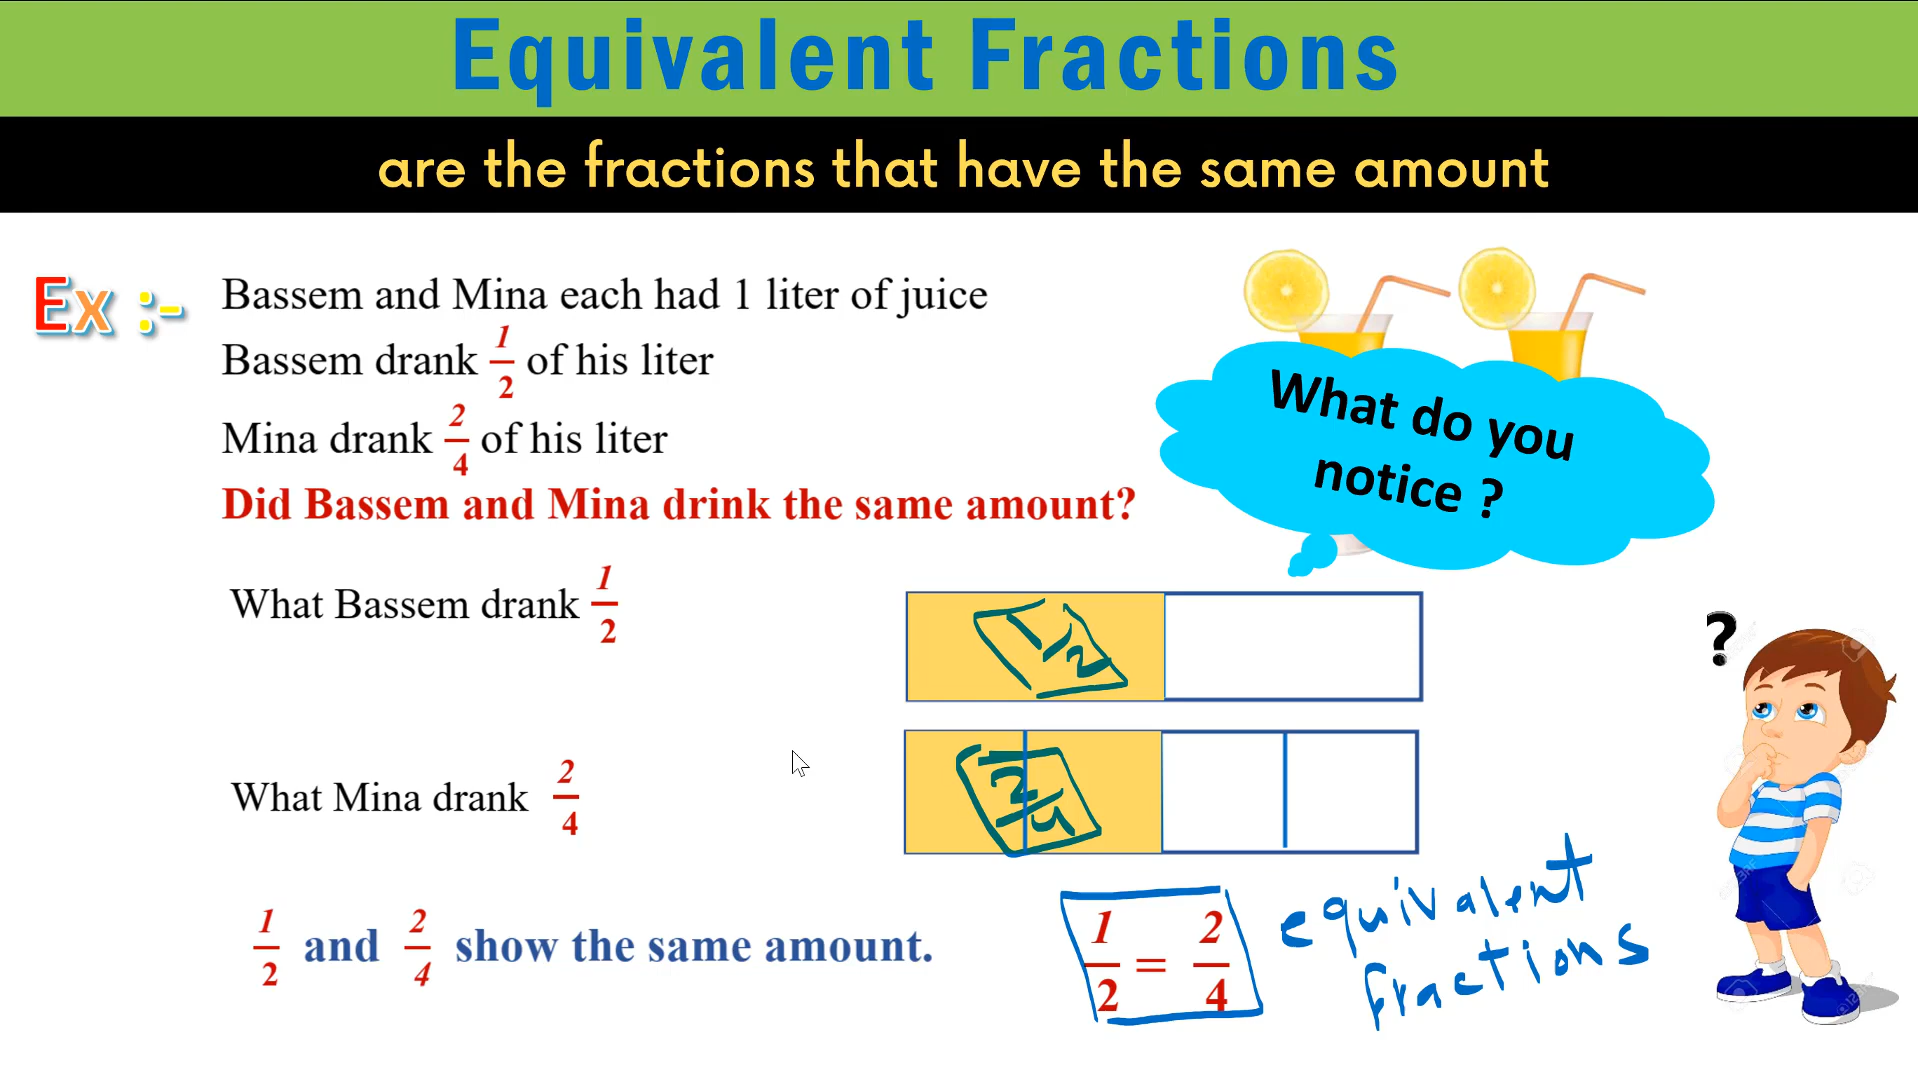 Equivalent Fractions
are the fractions that have the same amount
Ex :-
Bassem and Mina each had 1 liter of juice
Bassem drank 1/2 of his liter
Mina drank 2/4 of his liter
Did Bassem and Mina drink the same amount?
What do you
notice ?
What Bassem drank 1/2
1/2
?
What Mina drank 2/4
2/4
1/2 and 2/4 show the same amount.
1/2 = 2/4
equivalent
fractions